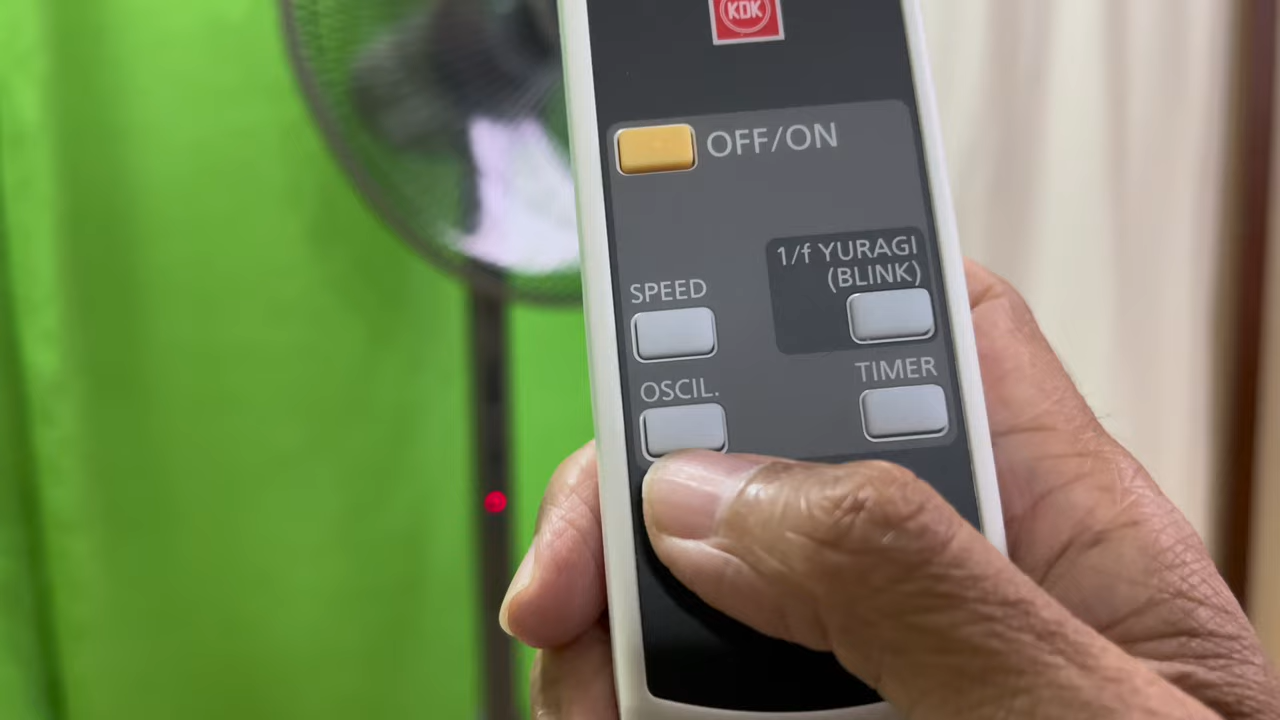 KDK
OFF/ON
1/f YURAGI
(BLINK)
SPEED
TIMER
OSCIL.